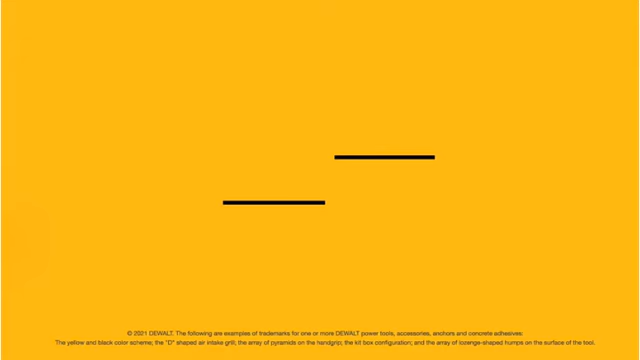 © 2021 DEWALT. The following are examples of trademarks for one or more DEWALT power tools, accessories, anchors and concrete adhesives:
The yellow and black color scheme; the "D" shaped air intake grill; the array of pyramids on the handgrip; the kit box configuration; and the array of lozenge-shaped humps on the surface of the tool.